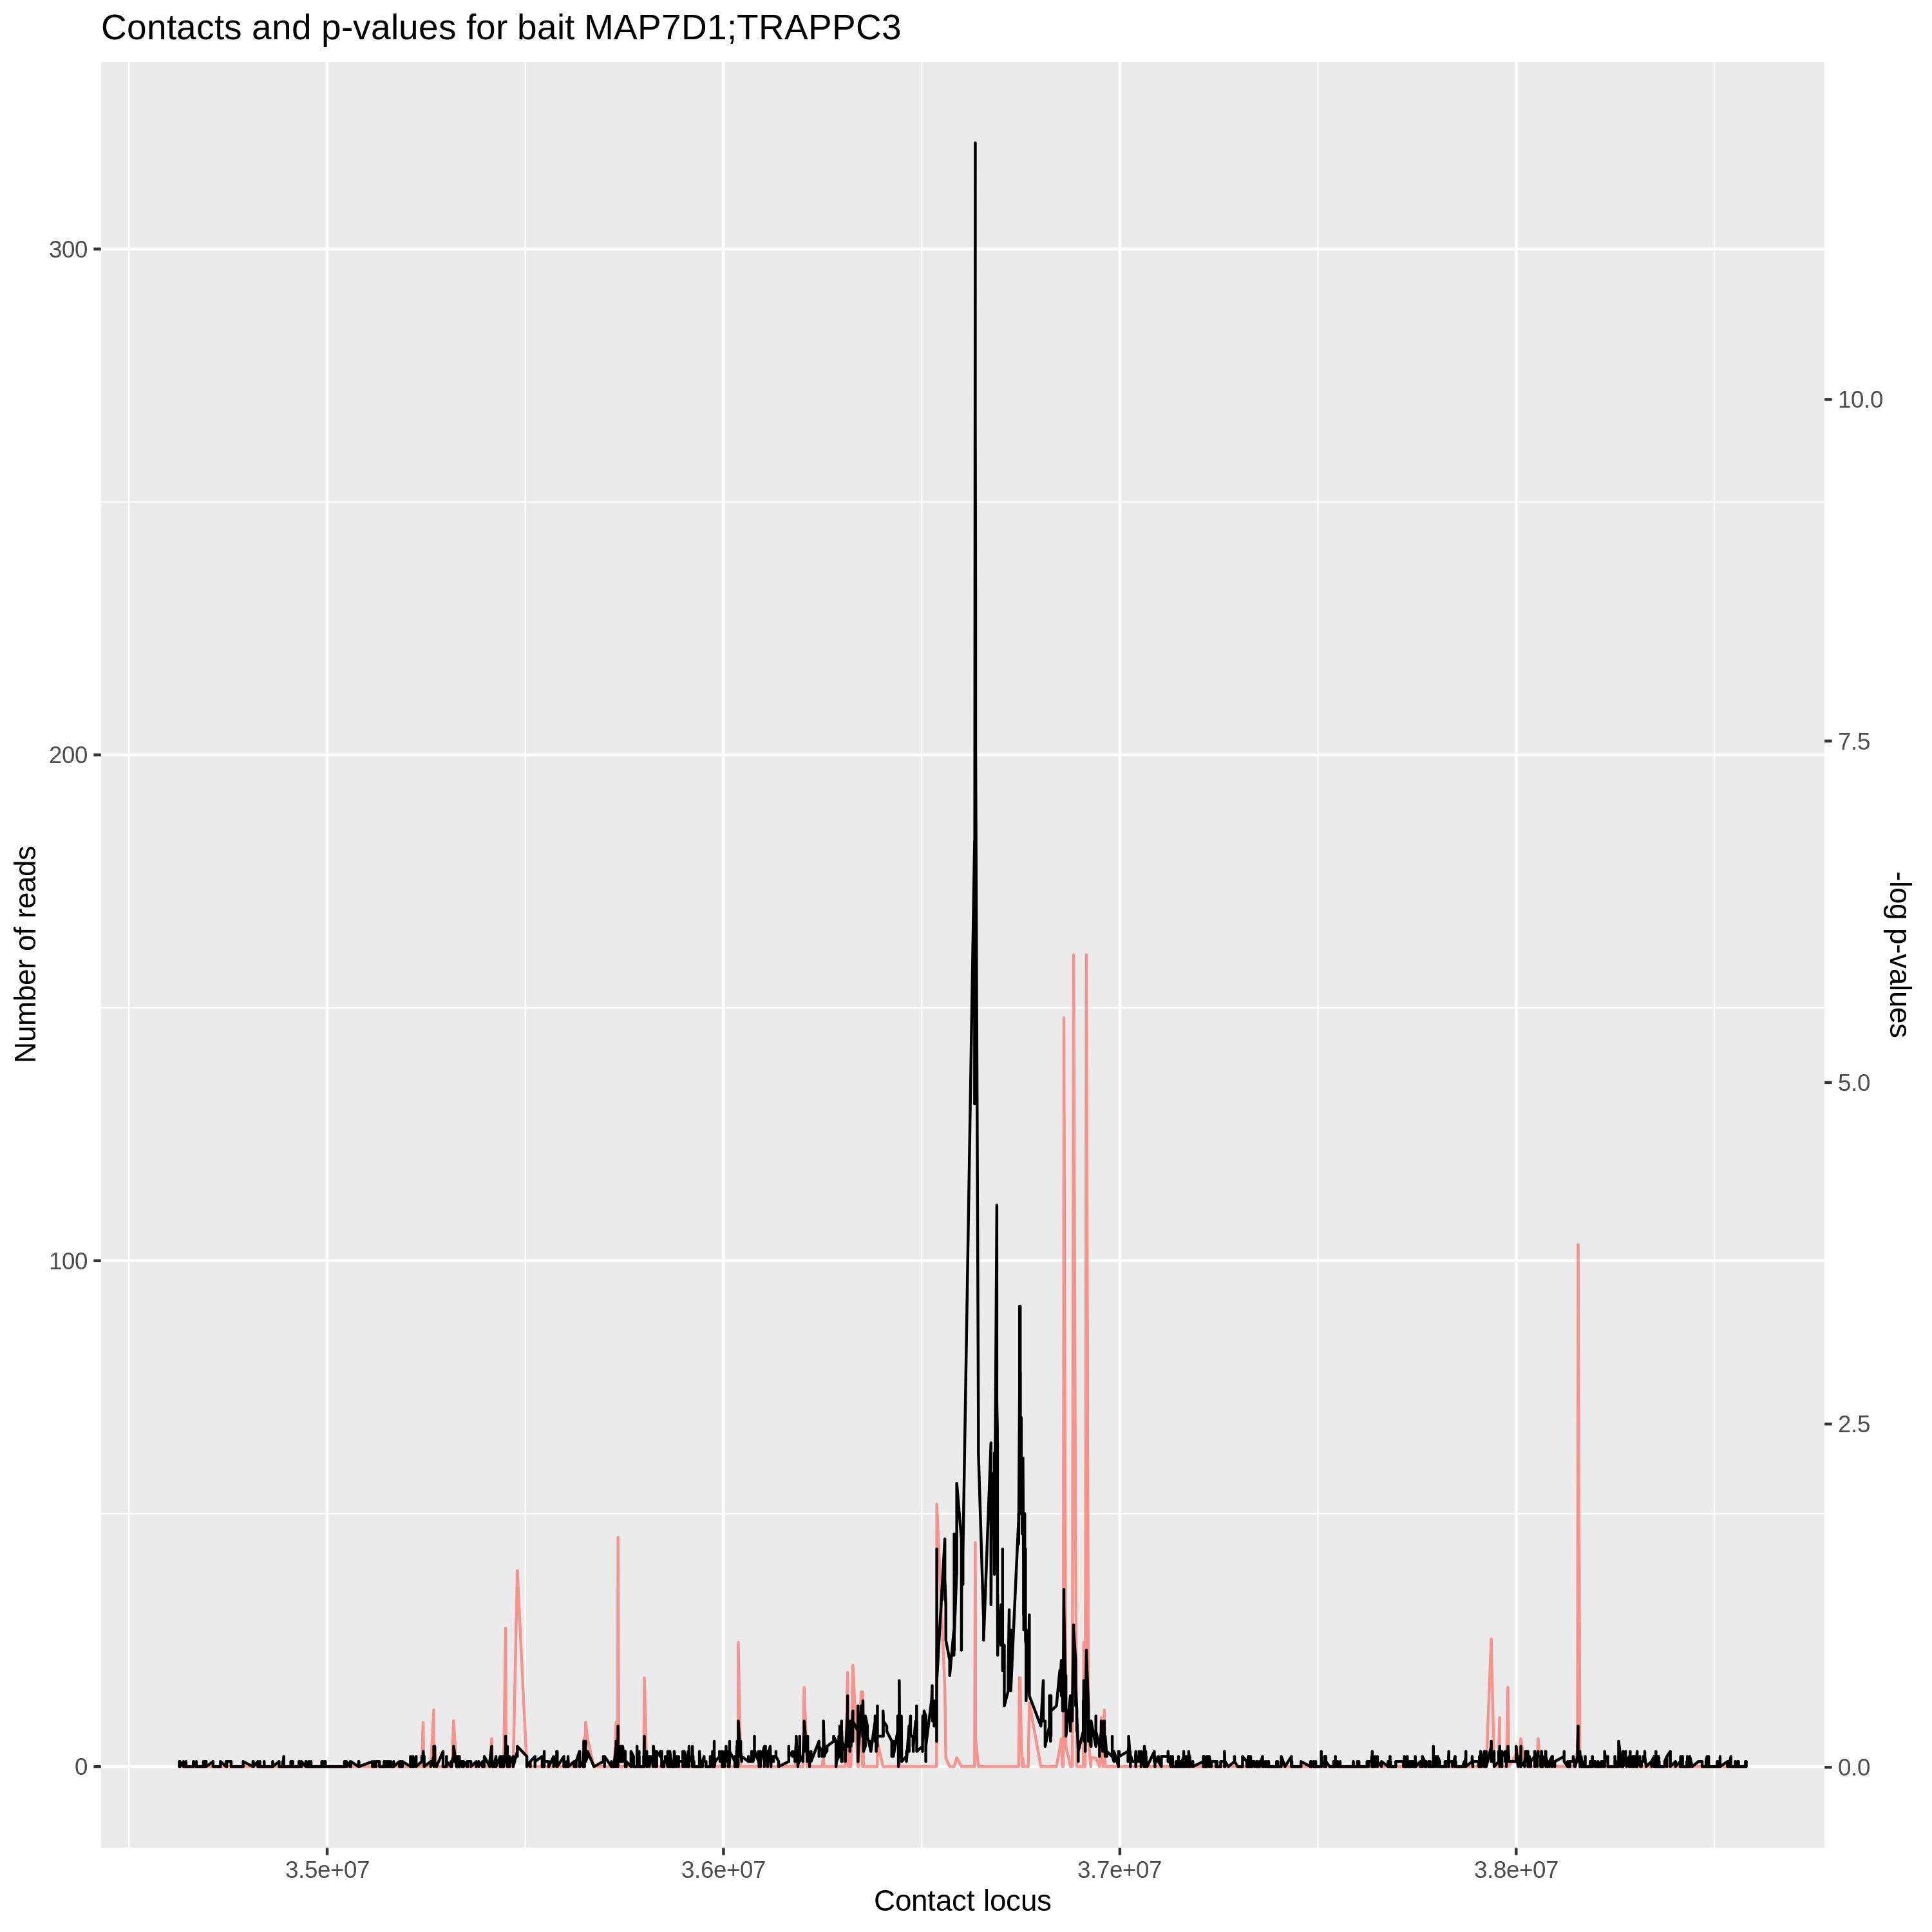 Contacts and p-values for bait MAP7D1;TRAPPC3
300
200
100
0
Number of reads
10.0
7.5
5.0
2.5
0.0
-log p-values
3.5e+07 3.6e+07 3.7e+07 3.8e+07
Contact locus